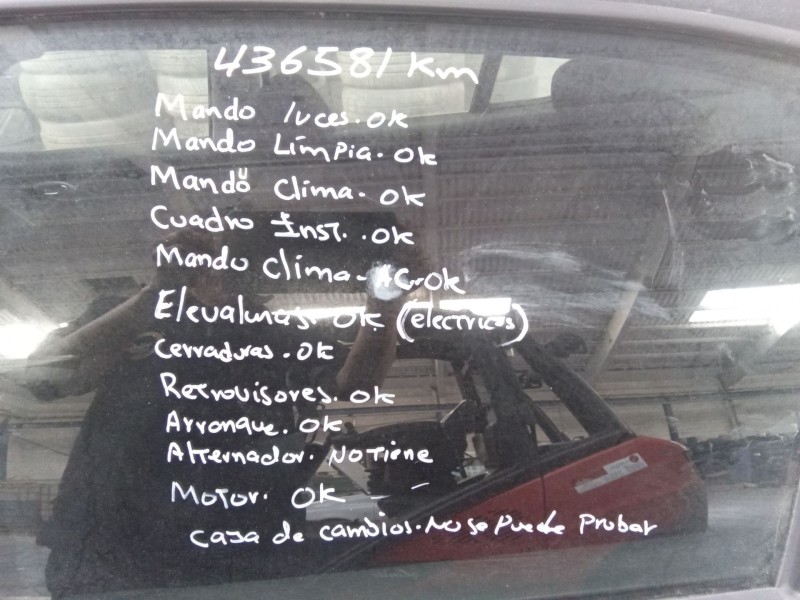 436581 Km
Mando luces. OK
Mando Limpia. OK
Mando Clima. OK
Cuadro Inst. . OK
Mando Clima - AC-OK
Elevalunas. OK. (electricos)
Cerraduras. OK
Retrovisores. OK
Arranque. OK
Alternador. No Tiene
Motor. OK -
Caja de cambios. No se Puede Probar